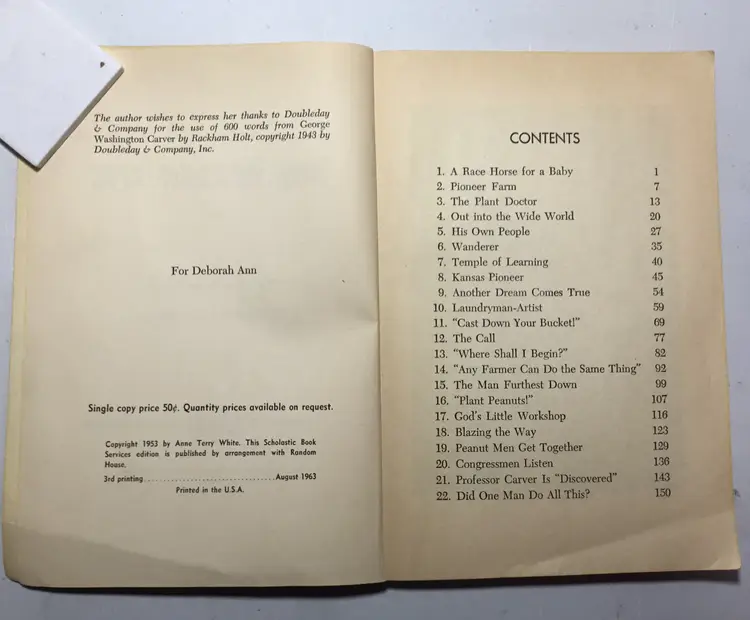 The author wishes to express her thanks to Doubleday
& Company for the use of 600 words from George
Washington Carver by Rackham Holt, copyright 1943 by
Doubleday & Company, Inc.
For Deborah Ann
Single copy price 50¢. Quantity prices available on request.
Copyright 1953 by Anne Terry White. This Scholastic Book
Services edition is published by arrangement with Random
House.
3rd printing................................August 1963
Printed in the U.S.A.
CONTENTS
1. A Race Horse for a Baby 1
2. Pioneer Farm 7
3. The Plant Doctor 13
4. Out into the Wide World 20
5. His Own People 27
6. Wanderer 35
7. Temple of Learning 40
8. Kansas Pioneer 45
9. Another Dream Comes True 54
10. Laundryman-Artist 59
11. "Cast Down Your Bucket!" 69
12. The Call 77
13. "Where Shall I Begin?" 82
14. "Any Farmer Can Do the Same Thing" 92
15. The Man Furthest Down 99
16. "Plant Peanuts!" 107
17. God's Little Workshop 116
18. Blazing the Way 123
19. Peanut Men Get Together 129
20. Congressmen Listen 136
21. Professor Carver Is "Discovered" 143
22. Did One Man Do All This? 150